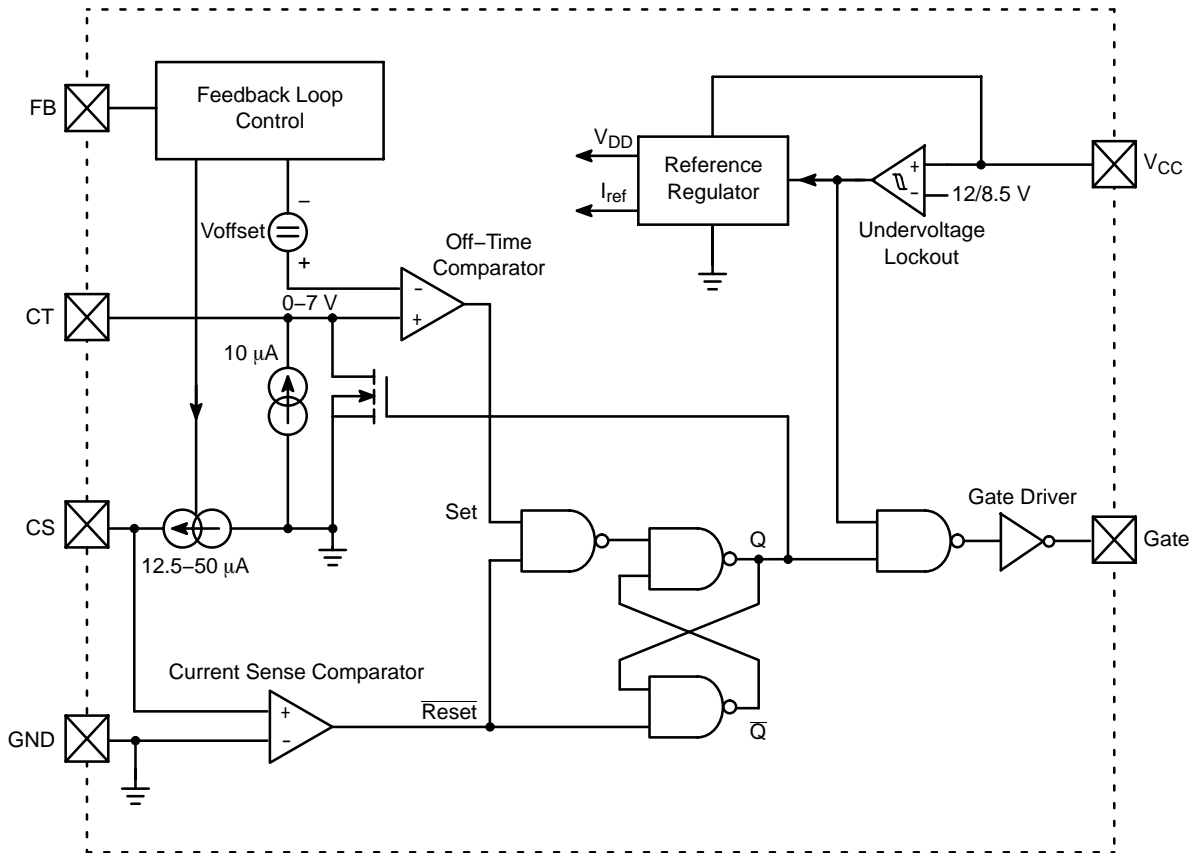 FB
Feedback Loop
Control
V_DD
I_ref
Reference
Regulator
+
−
12/8.5 V
V_CC
Undervoltage
Lockout
−
Voffset
+
Off−Time
Comparator
−
+
CT
0−7 V
10 μA
CS
12.5−50 μA
Set
Q
Gate Driver
Gate
Current Sense Comparator
+
−
R̅e̅s̅e̅t̅
Q̅
GND